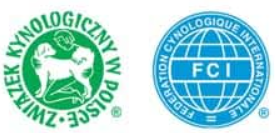 ZWIĄZEK KYNOLOGICZNY W POLSCE
®
FEDERATION CYNOLOGIQUE INTERNATIONALE
FCI
®